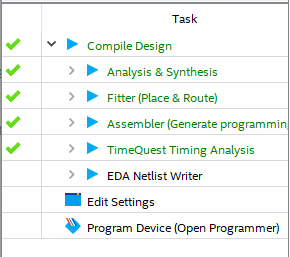 Task
Compile Design
Analysis & Synthesis
Fitter (Place & Route)
Assembler (Generate programming
TimeQuest Timing Analysis
EDA Netlist Writer
Edit Settings
Program Device (Open Programmer)